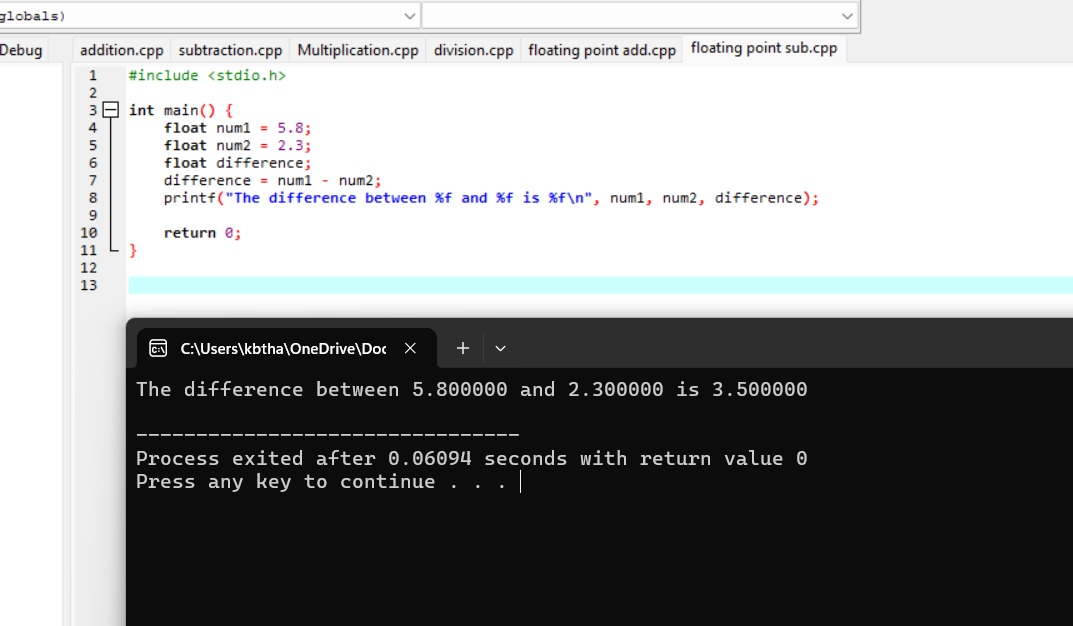 globals)
Debug
addition.cpp subtraction.cpp Multiplication.cpp division.cpp floating point add.cpp floating point sub.cpp
1 #include <stdio.h>
2
3 int main() {
4 float num1 = 5.8;
5 float num2 = 2.3;
6 float difference;
7 difference = num1 - num2;
8 printf("The difference between %f and %f is %f\n", num1, num2, difference);
9
10 return 0;
11 }
12
13
C:\Users\kbtha\OneDrive\Doc
The difference between 5.800000 and 2.300000 is 3.500000
--------------------------------
Process exited after 0.06094 seconds with return value 0
Press any key to continue . . .